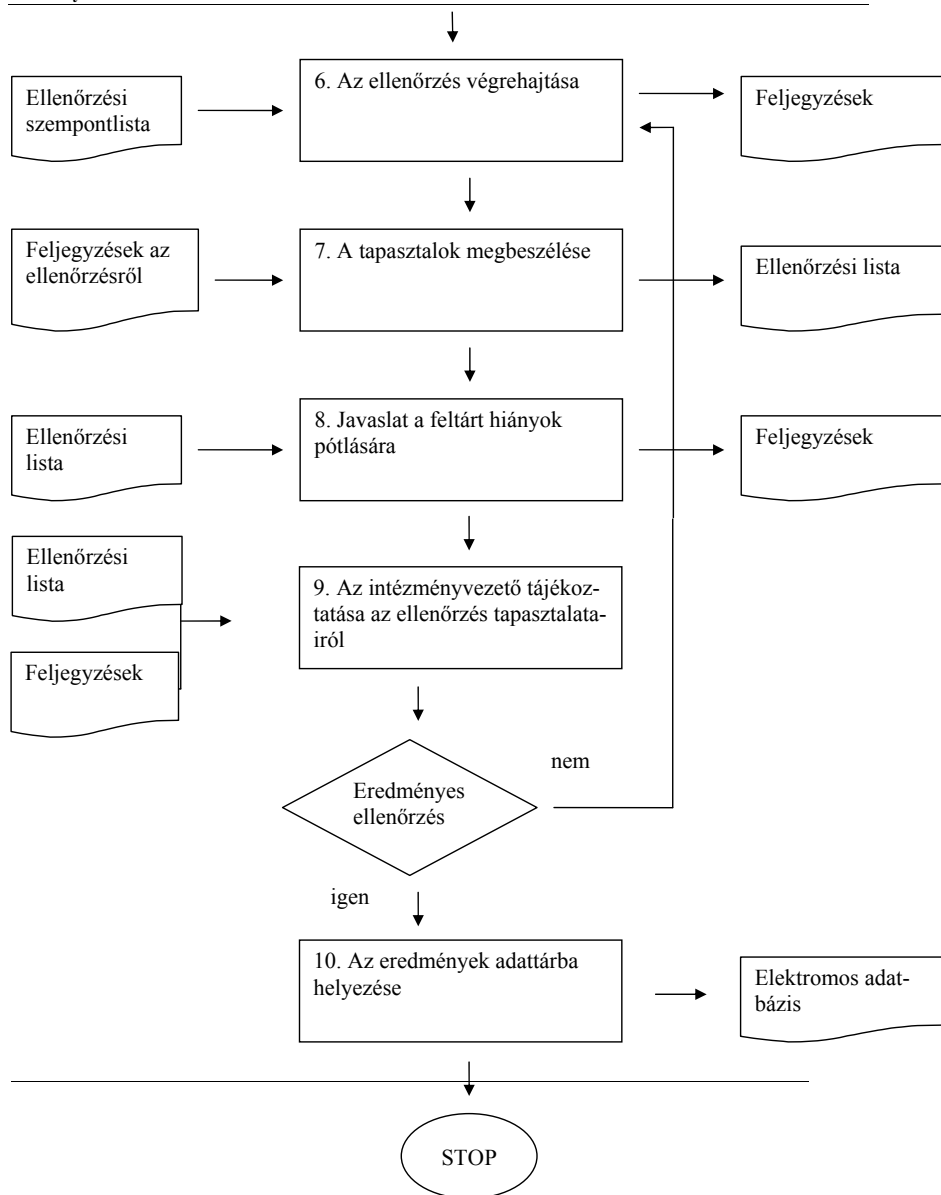 6. Az ellenőrzés végrehajtása
Ellenőrzési
szempontlista
Feljegyzések
Feljegyzések az
ellenőrzésről
7. A tapasztalok megbeszélése
Ellenőrzési lista
8. Javaslat a feltárt hiányok
pótlására
Ellenőrzési
lista
Feljegyzések
Ellenőrzési
lista
9. Az intézményvezető tájékoz-
tatása az ellenőrzés tapasztalata-
iról
Feljegyzések
nem
Eredményes
ellenőrzés
igen
10. Az eredmények adattárba
helyezése
Elektromos adat-
bázis
STOP